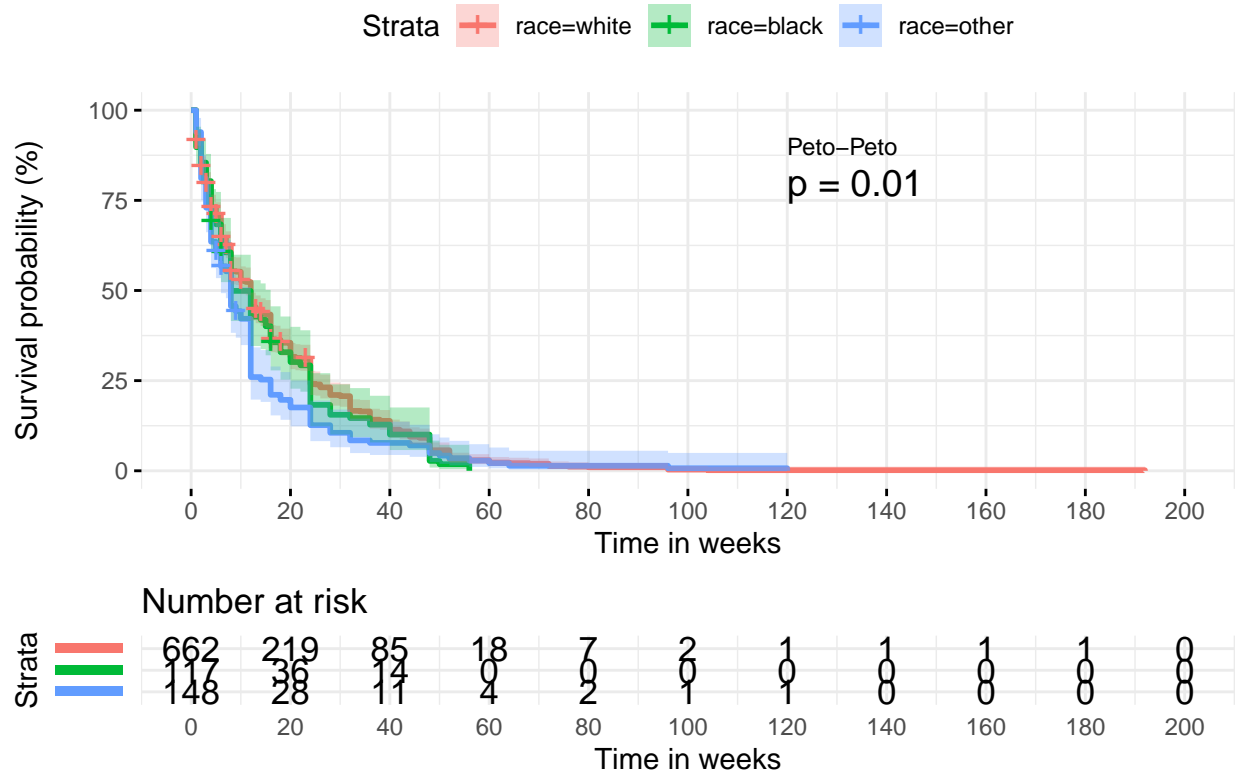 Strata race=white race=black race=other
Survival probability (%)
100
75
50
25
0
Peto−Peto
p = 0.01
0 20 40 60 80 100 120 140 160 180 200
Time in weeks
Number at risk
Strata
662 219 85 18 7 2 1 1 1 1 0
117 36 14 0 0 0 0 0 0 0 0
148 28 11 4 2 1 1 0 0 0 0
0 20 40 60 80 100 120 140 160 180 200
Time in weeks